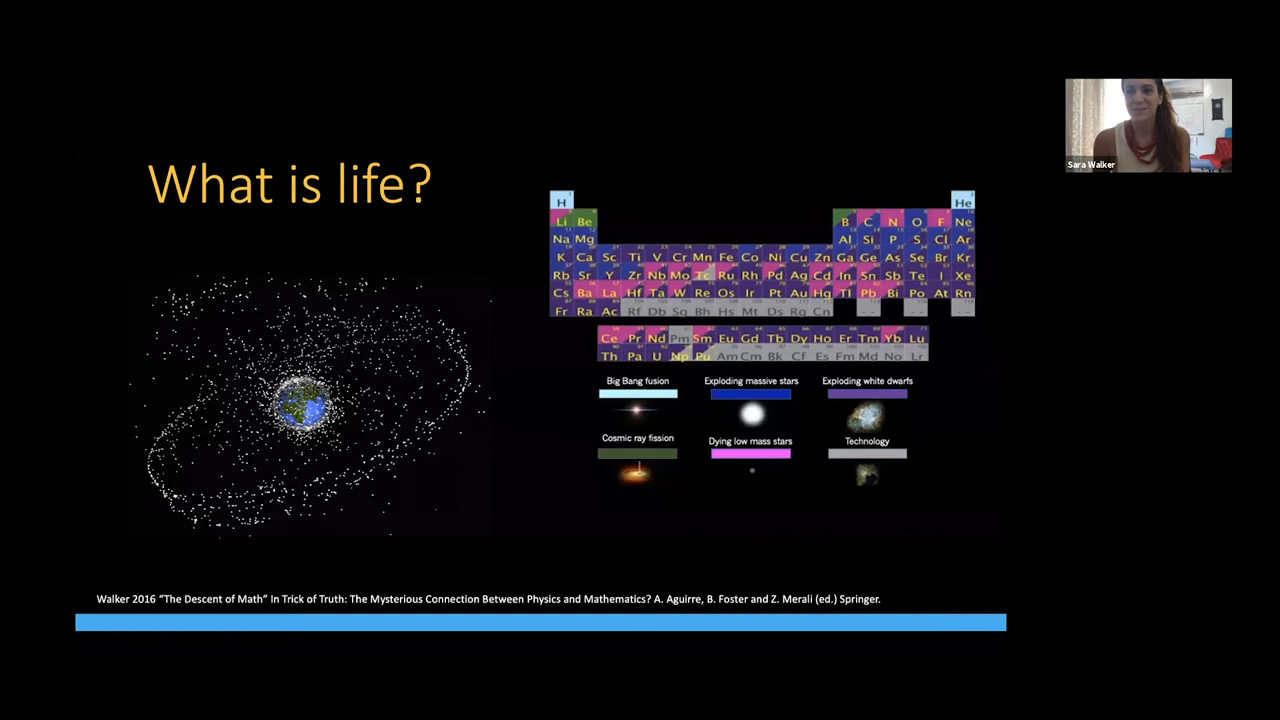 Sara Walker
What is life?
H He
Li Be B C N O F Ne
Na Mg Al Si P S Cl Ar
K Ca Sc Ti V Cr Mn Fe Co Ni Cu Zn Ga Ge As Se Br Kr
Rb Sr Y Zr Nb Mo Tc Ru Rh Pd Ag Cd In Sn Sb Te I Xe
Cs Ba La Hf Ta W Re Os Ir Pt Au Hg Tl Pb Bi Po At Rn
Fr Ra Ac Rf Db Sg Bh Hs Mt Ds Rg Cn - - - - - -
Ce Pr Nd Pm Sm Eu Gd Tb Dy Ho Er Tm Yb Lu
Th Pa U Np Pu Am Cm Bk Cf Es Fm Md No Lr
Big Bang fusion Exploding massive stars Exploding white dwarfs
Cosmic ray fission Dying low mass stars Technology
Walker 2016 “The Descent of Math” In Trick of Truth: The Mysterious Connection Between Physics and Mathematics? A. Aguirre, B. Foster and Z. Merali (ed.) Springer.